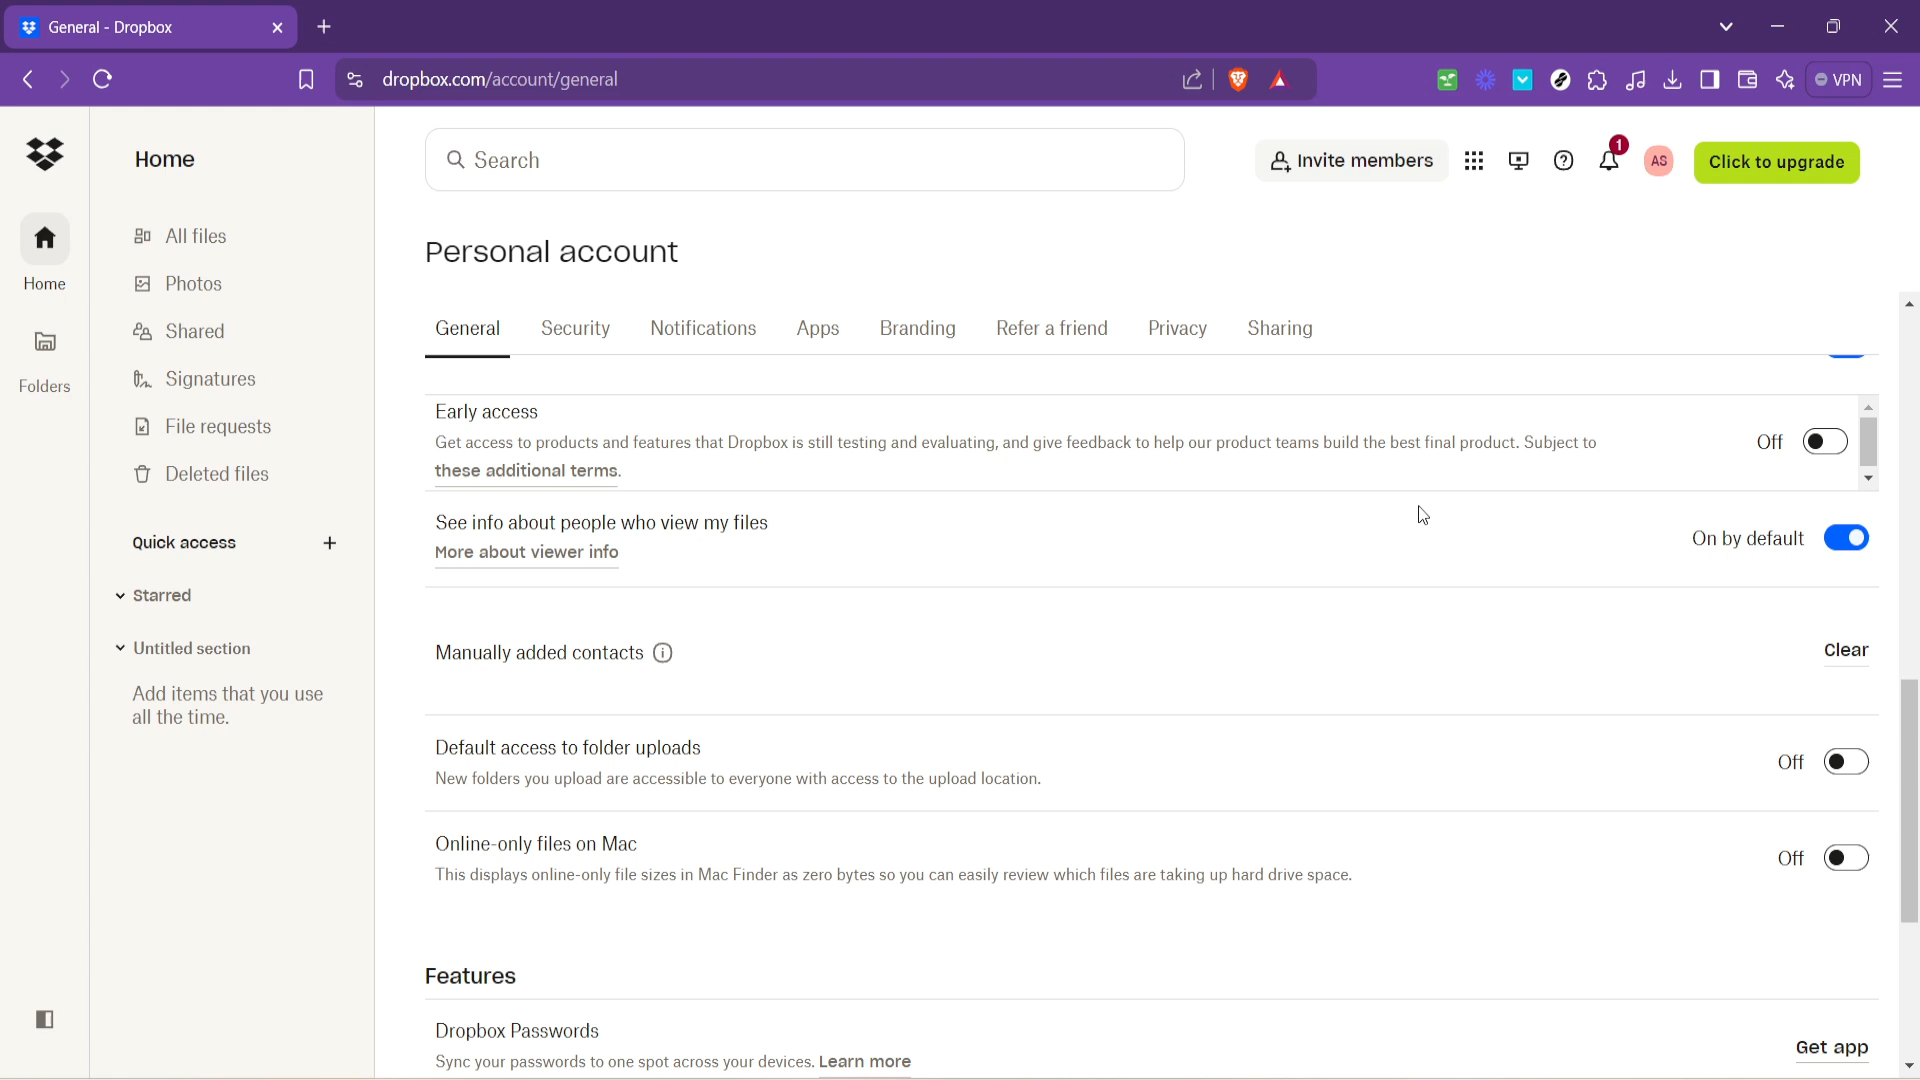 General - Dropbox
dropbox.com/account/general
VPN
Home
Search
Invite members
1
AS
Click to upgrade
Home
Folders
All files
Photos
Shared
Signatures
File requests
Deleted files
Quick access
Starred
Untitled section
Add items that you use
all the time.
Personal account
General
Security
Notifications
Apps
Branding
Refer a friend
Privacy
Sharing
Early access
Get access to products and features that Dropbox is still testing and evaluating, and give feedback to help our product teams build the best final product. Subject to
these additional terms.
Off
See info about people who view my files
More about viewer info
On by default
Manually added contacts
Clear
Default access to folder uploads
New folders you upload are accessible to everyone with access to the upload location.
Off
Online-only files on Mac
This displays online-only file sizes in Mac Finder as zero bytes so you can easily review which files are taking up hard drive space.
Off
Features
Dropbox Passwords
Sync your passwords to one spot across your devices. Learn more
Get app